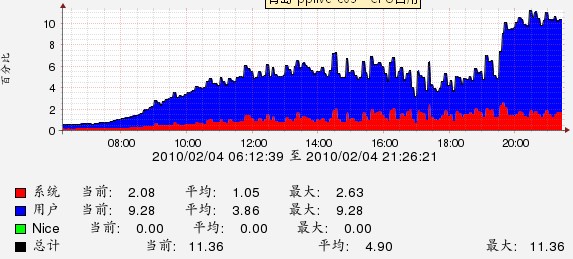 百分比
10
8
6
4
2
0
08:00 10:00 12:00 14:00 16:00 18:00 20:00
2010/02/04 06:12:39 至 2010/02/04 21:26:21
系统 当前: 2.08 平均: 1.05 最大: 2.63
用户 当前: 9.28 平均: 3.86 最大: 9.28
Nice 当前: 0.00 平均: 0.00 最大: 0.00
总计 当前: 11.36 平均: 4.90 最大: 11.36